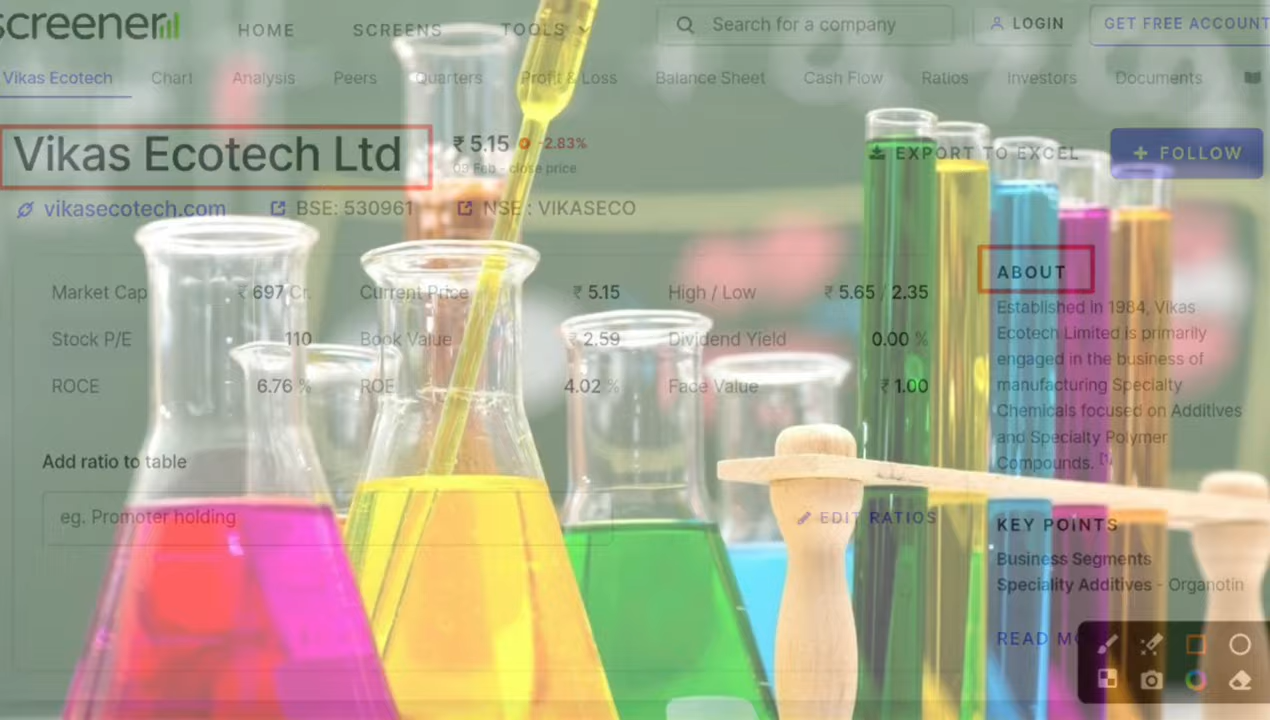 screener
HOME SCREENS TOOLS
Search for a company
LOGIN
GET FREE ACCOUNT
Vikas Ecotech Chart Analysis Peers Quarters Profit & Loss Balance Sheet Cash Flow Ratios Investors Documents
Vikas Ecotech Ltd
₹ 5.15 -2.83%
09 Feb - close price
EXPORT TO EXCEL
+ FOLLOW
vikasecotech.com BSE: 530961 NSE : VIKASECO
Market Cap ₹ 697 Cr. Current Price ₹ 5.15 High / Low ₹ 5.65 / 2.35
Stock P/E 110 Book Value ₹ 2.59 Dividend Yield 0.00 %
ROCE 6.76 % ROE 4.02 % Face Value ₹ 1.00
Add ratio to table
eg. Promoter holding
EDIT RATIOS
ABOUT
Established in 1984, Vikas
Ecotech Limited is primarily
engaged in the business of
manufacturing Specialty
Chemicals focused on Additives
and Specialty Polymer
Compounds. [1]
KEY POINTS
Business Segments
Speciality Additives - Organotin
READ